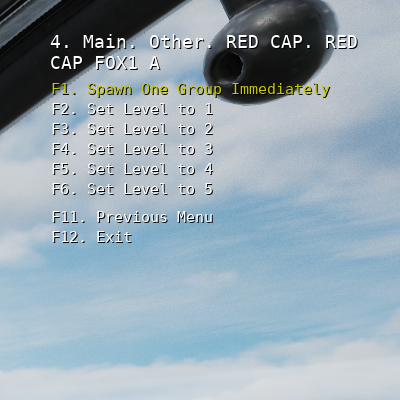 4. Main. Other. RED CAP. RED
CAP FOX1 A
F1. Spawn One Group Immediately
F2. Set Level to 1
F3. Set Level to 2
F4. Set Level to 3
F5. Set Level to 4
F6. Set Level to 5
F11. Previous Menu
F12. Exit